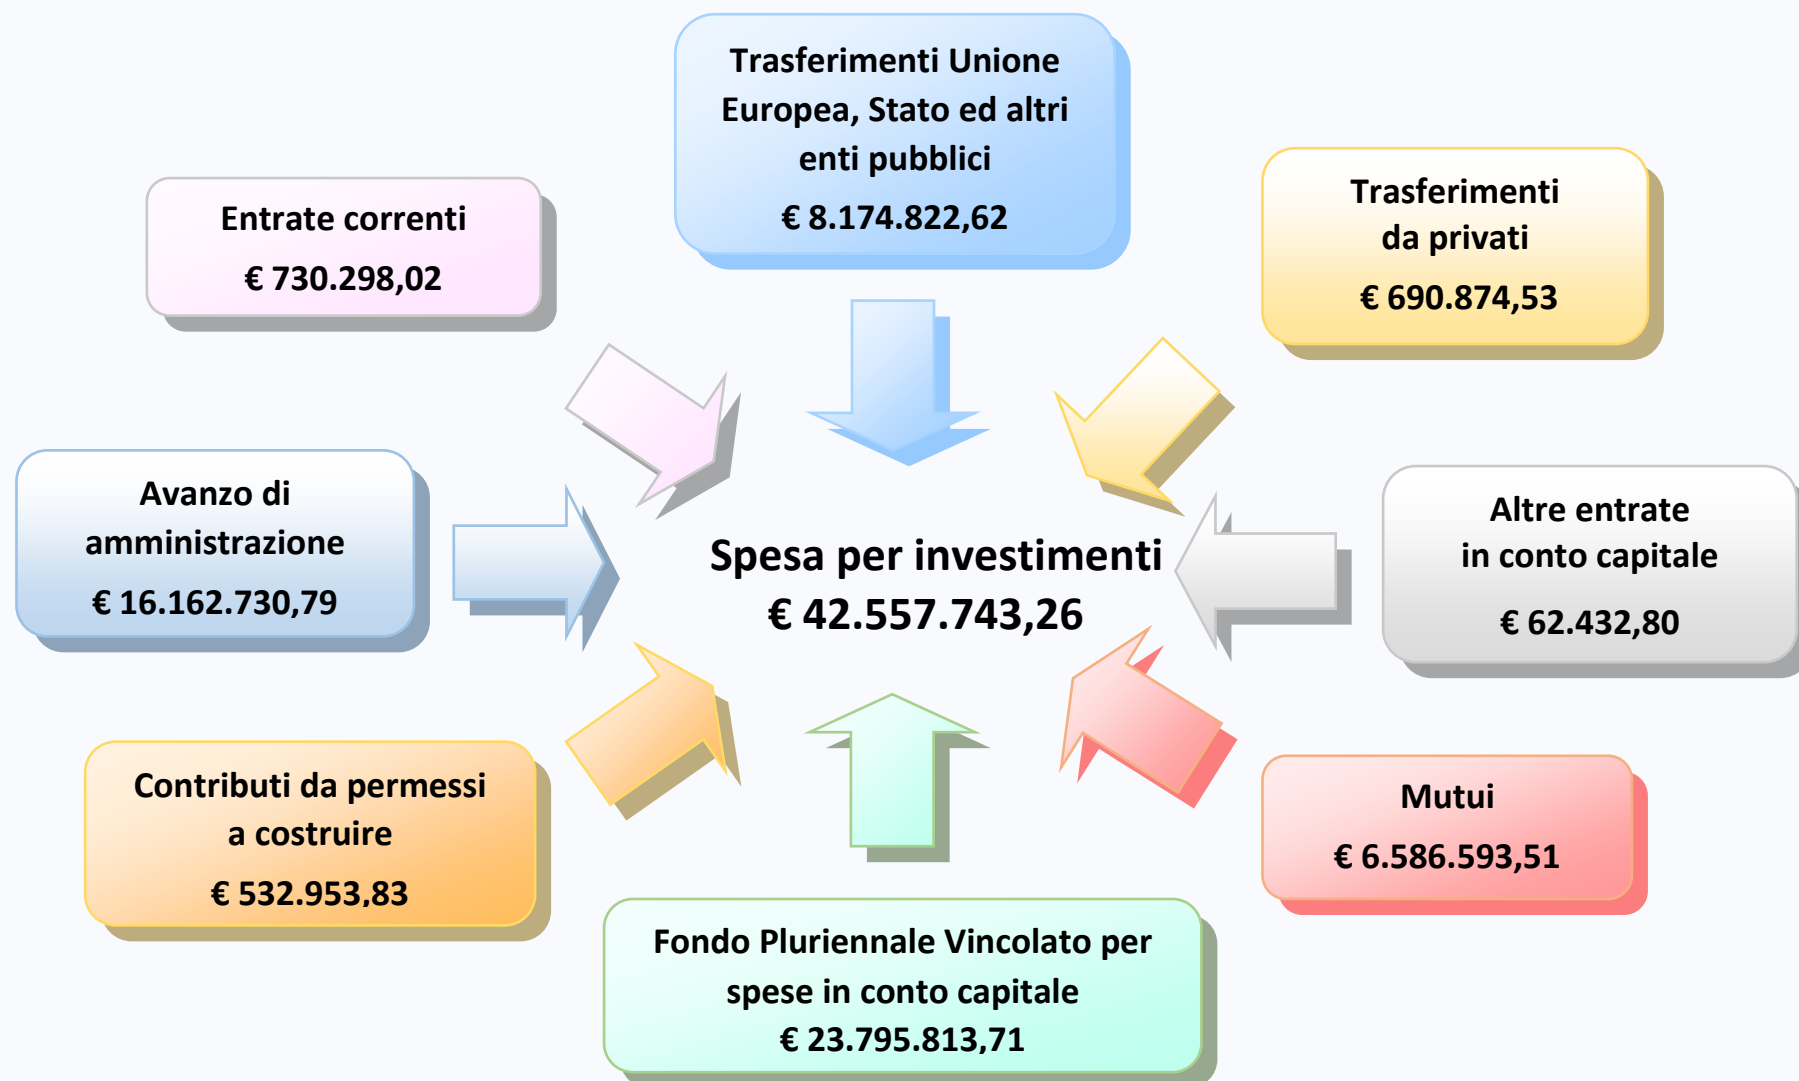 Trasferimenti Unione
Europea, Stato ed altri
enti pubblici
€ 8.174.822,62
Entrate correnti
€ 730.298,02
Trasferimenti
da privati
€ 690.874,53
Avanzo di
amministrazione
€ 16.162.730,79
Spesa per investimenti
€ 42.557.743,26
Altre entrate
in conto capitale
€ 62.432,80
Contributi da permessi
a costruire
€ 532.953,83
Mutui
€ 6.586.593,51
Fondo Pluriennale Vincolato per
spese in conto capitale
€ 23.795.813,71